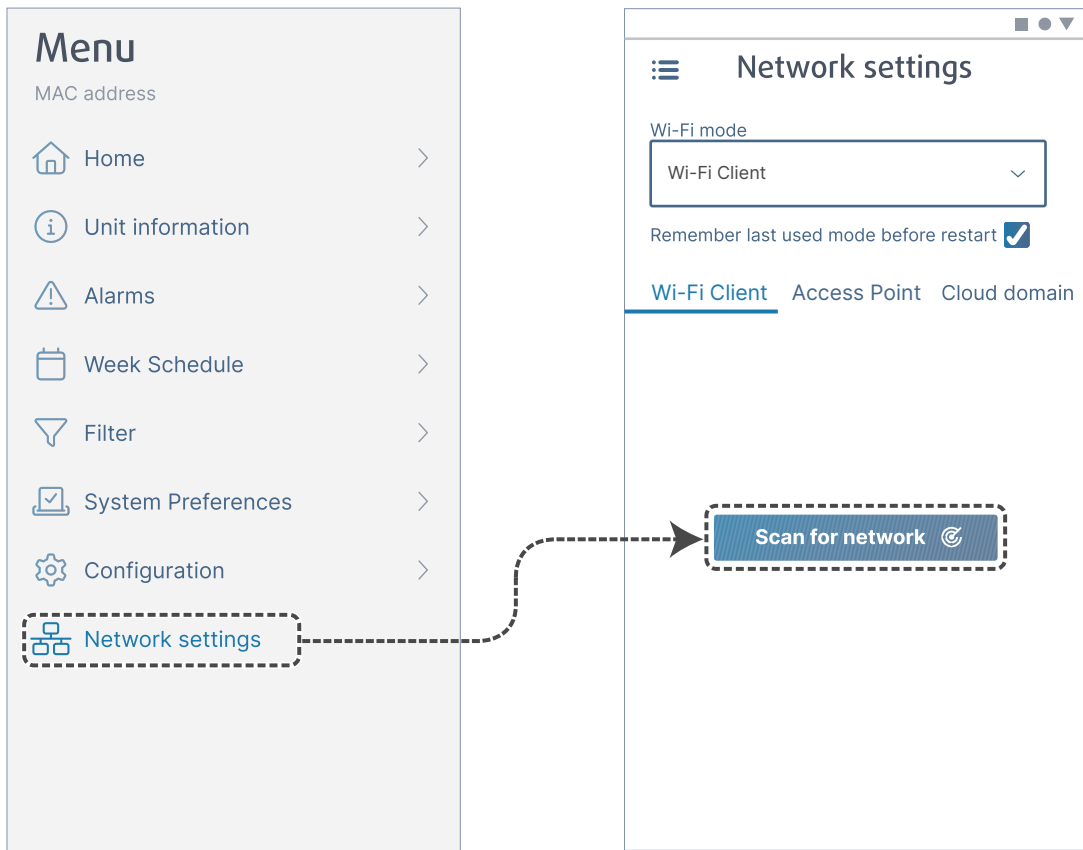 Menu
MAC address
Home
Unit information
Alarms
Week Schedule
Filter
System Preferences
Configuration
Network settings
Network settings
Wi-Fi mode
Wi-Fi Client
Remember last used mode before restart
Wi-Fi Client Access Point Cloud domain
Scan for network